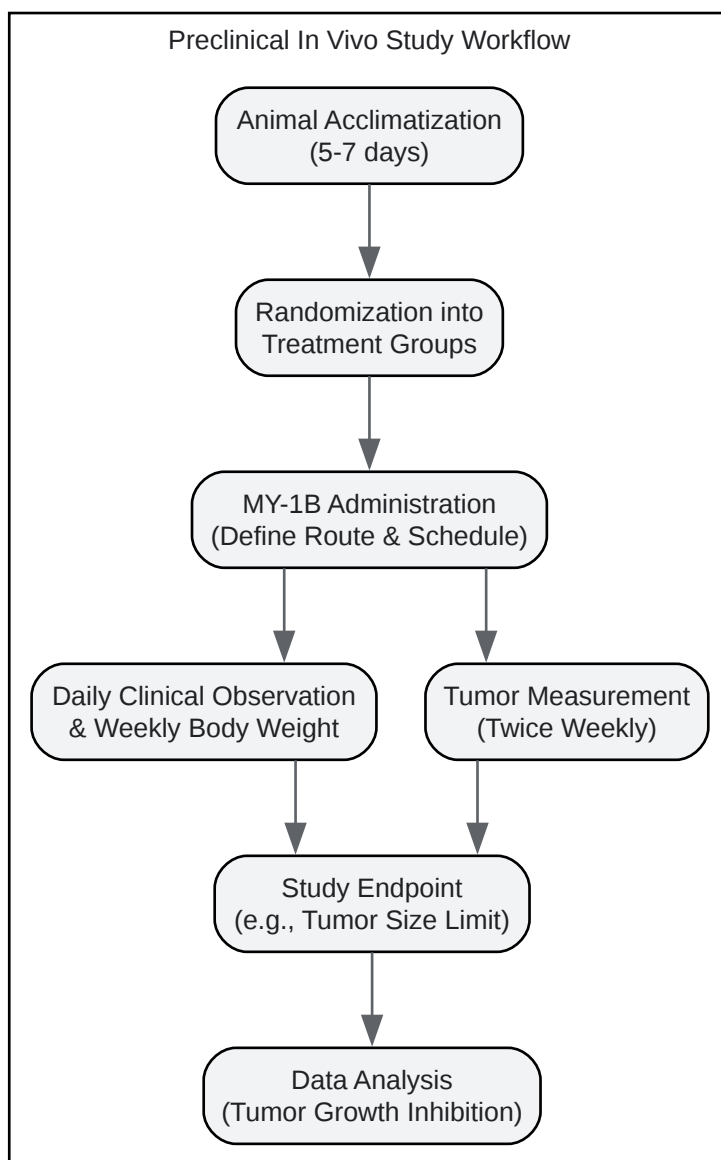 Preclinical In Vivo Study Workflow
Animal Acclimatization
(5-7 days)
Randomization into
Treatment Groups
MY-1B Administration
(Define Route & Schedule)
Daily Clinical Observation
& Weekly Body Weight
Tumor Measurement
(Twice Weekly)
Study Endpoint
(e.g., Tumor Size Limit)
Data Analysis
(Tumor Growth Inhibition)